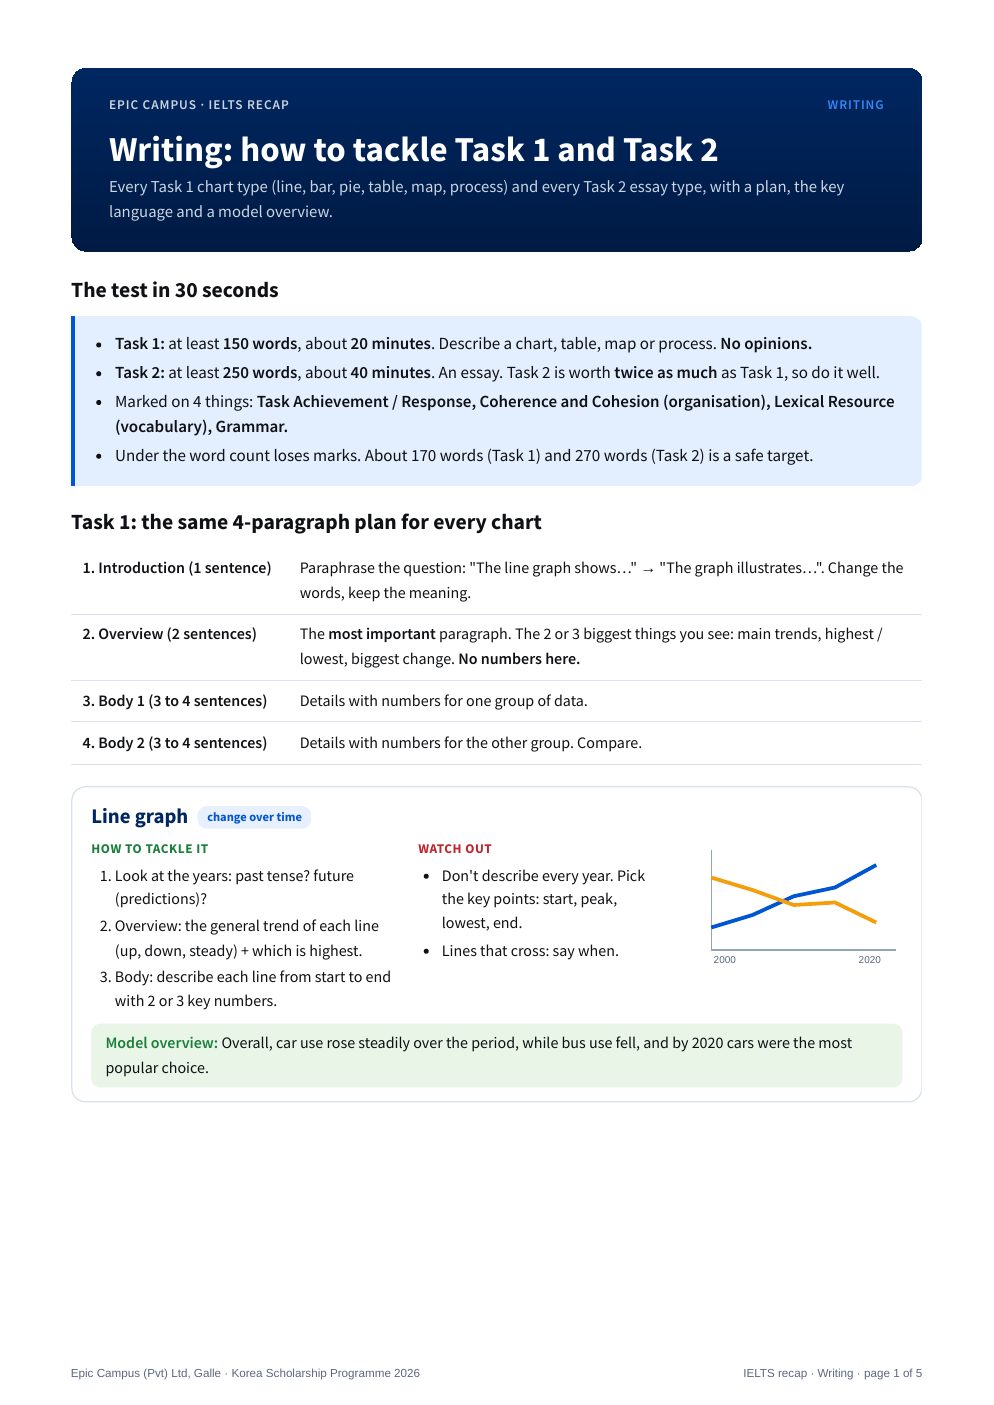 EPIC CAMPUS · IELTS RECAP
WRITING
Writing: how to tackle Task 1 and Task 2
Every Task 1 chart type (line, bar, pie, table, map, process) and every Task 2 essay type, with a plan, the key
language and a model overview.
The test in 30 seconds
• Task 1: at least 150 words, about 20 minutes. Describe a chart, table, map or process. No opinions.
• Task 2: at least 250 words, about 40 minutes. An essay. Task 2 is worth twice as much as Task 1, so do it well.
• Marked on 4 things: Task Achievement / Response, Coherence and Cohesion (organisation), Lexical Resource
(vocabulary), Grammar.
• Under the word count loses marks. About 170 words (Task 1) and 270 words (Task 2) is a safe target.
Task 1: the same 4-paragraph plan for every chart
1. Introduction (1 sentence)
Paraphrase the question: "The line graph shows…" → "The graph illustrates…". Change the
words, keep the meaning.
2. Overview (2 sentences)
The most important paragraph. The 2 or 3 biggest things you see: main trends, highest /
lowest, biggest change. No numbers here.
3. Body 1 (3 to 4 sentences)
Details with numbers for one group of data.
4. Body 2 (3 to 4 sentences)
Details with numbers for the other group. Compare.
Line graph
change over time
HOW TO TACKLE IT
1. Look at the years: past tense? future
(predictions)?
2. Overview: the general trend of each line
(up, down, steady) + which is highest.
3. Body: describe each line from start to end
with 2 or 3 key numbers.
WATCH OUT
• Don't describe every year. Pick
the key points: start, peak,
lowest, end.
• Lines that cross: say when.
2000
2020
Model overview: Overall, car use rose steadily over the period, while bus use fell, and by 2020 cars were the most
popular choice.
Epic Campus (Pvt) Ltd, Galle · Korea Scholarship Programme 2026
IELTS recap · Writing · page 1 of 5